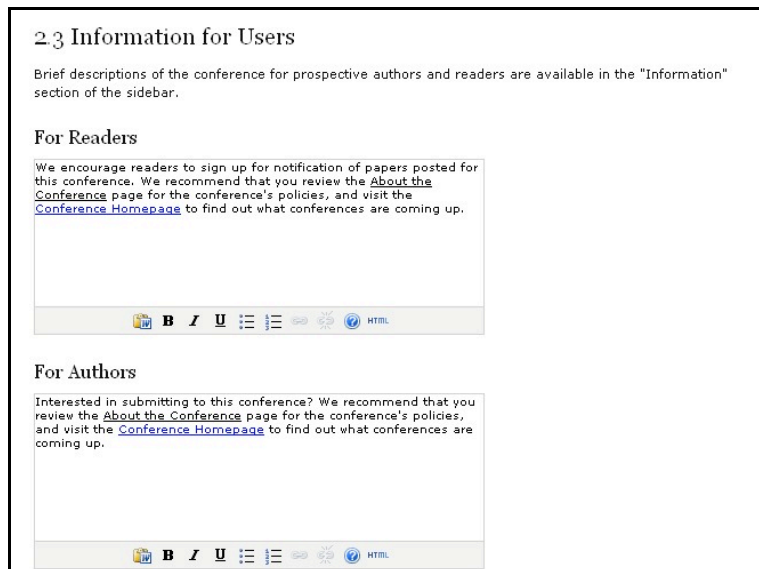 2.3 Information for Users
Brief descriptions of the conference for prospective authors and readers are available in the "Information"
section of the sidebar.
For Readers
We encourage readers to sign up for notification of papers posted for
this conference. We recommend that you review the About the
Conference page for the conference's policies, and visit the
Conference Homepage to find out what conferences are coming up.
B I U HTML
For Authors
Interested in submitting to this conference? We recommend that you
review the About the Conference page for the conference's policies,
and visit the Conference Homepage to find out what conferences are
coming up.
B I U HTML